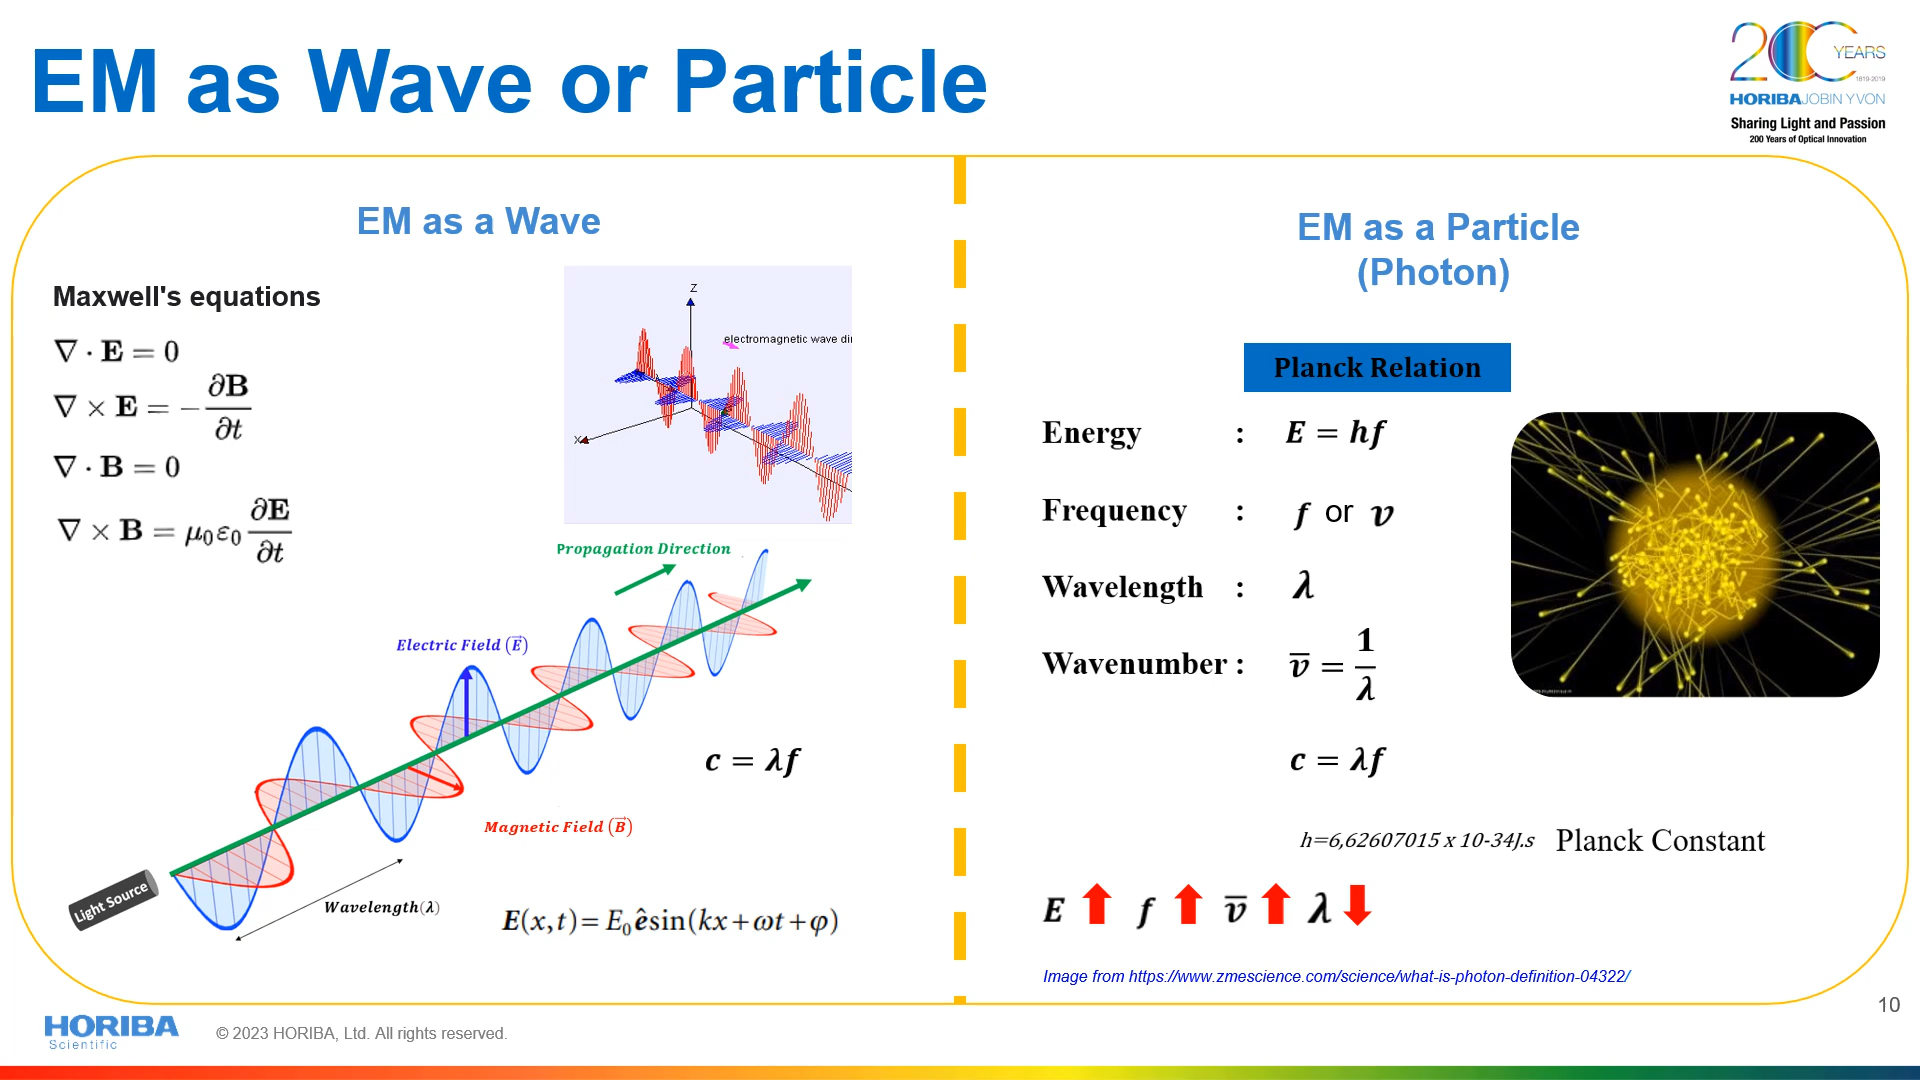 EM as Wave or Particle
200 YEARS
1819-2019
HORIBA JOBIN YVON
Sharing Light and Passion
200 Years of Optical Innovation
EM as a Wave
Maxwell's equations
∇ · E = 0
∇ × E = −∂B/∂t
∇ · B = 0
∇ × B = μ₀ε₀ ∂E/∂t
Z
electromagnetic wave di
X
Propagation Direction
Electric Field (E⃗)
c = λf
Magnetic Field (B⃗)
Light Source
Wavelength(λ)
E(x,t) = E₀ê sin(kx + ωt + φ)
EM as a Particle
(Photon)
Planck Relation
Energy : E = hf
Frequency : f or υ
Wavelength : λ
Wavenumber : ῡ = 1/λ
c = λf
h=6,62607015 x 10-34J.s Planck Constant
E f ῡ λ
Image from https://www.zmescience.com/science/what-is-photon-definition-04322/
10
HORIBA
Scientific
© 2023 HORIBA, Ltd. All rights reserved.